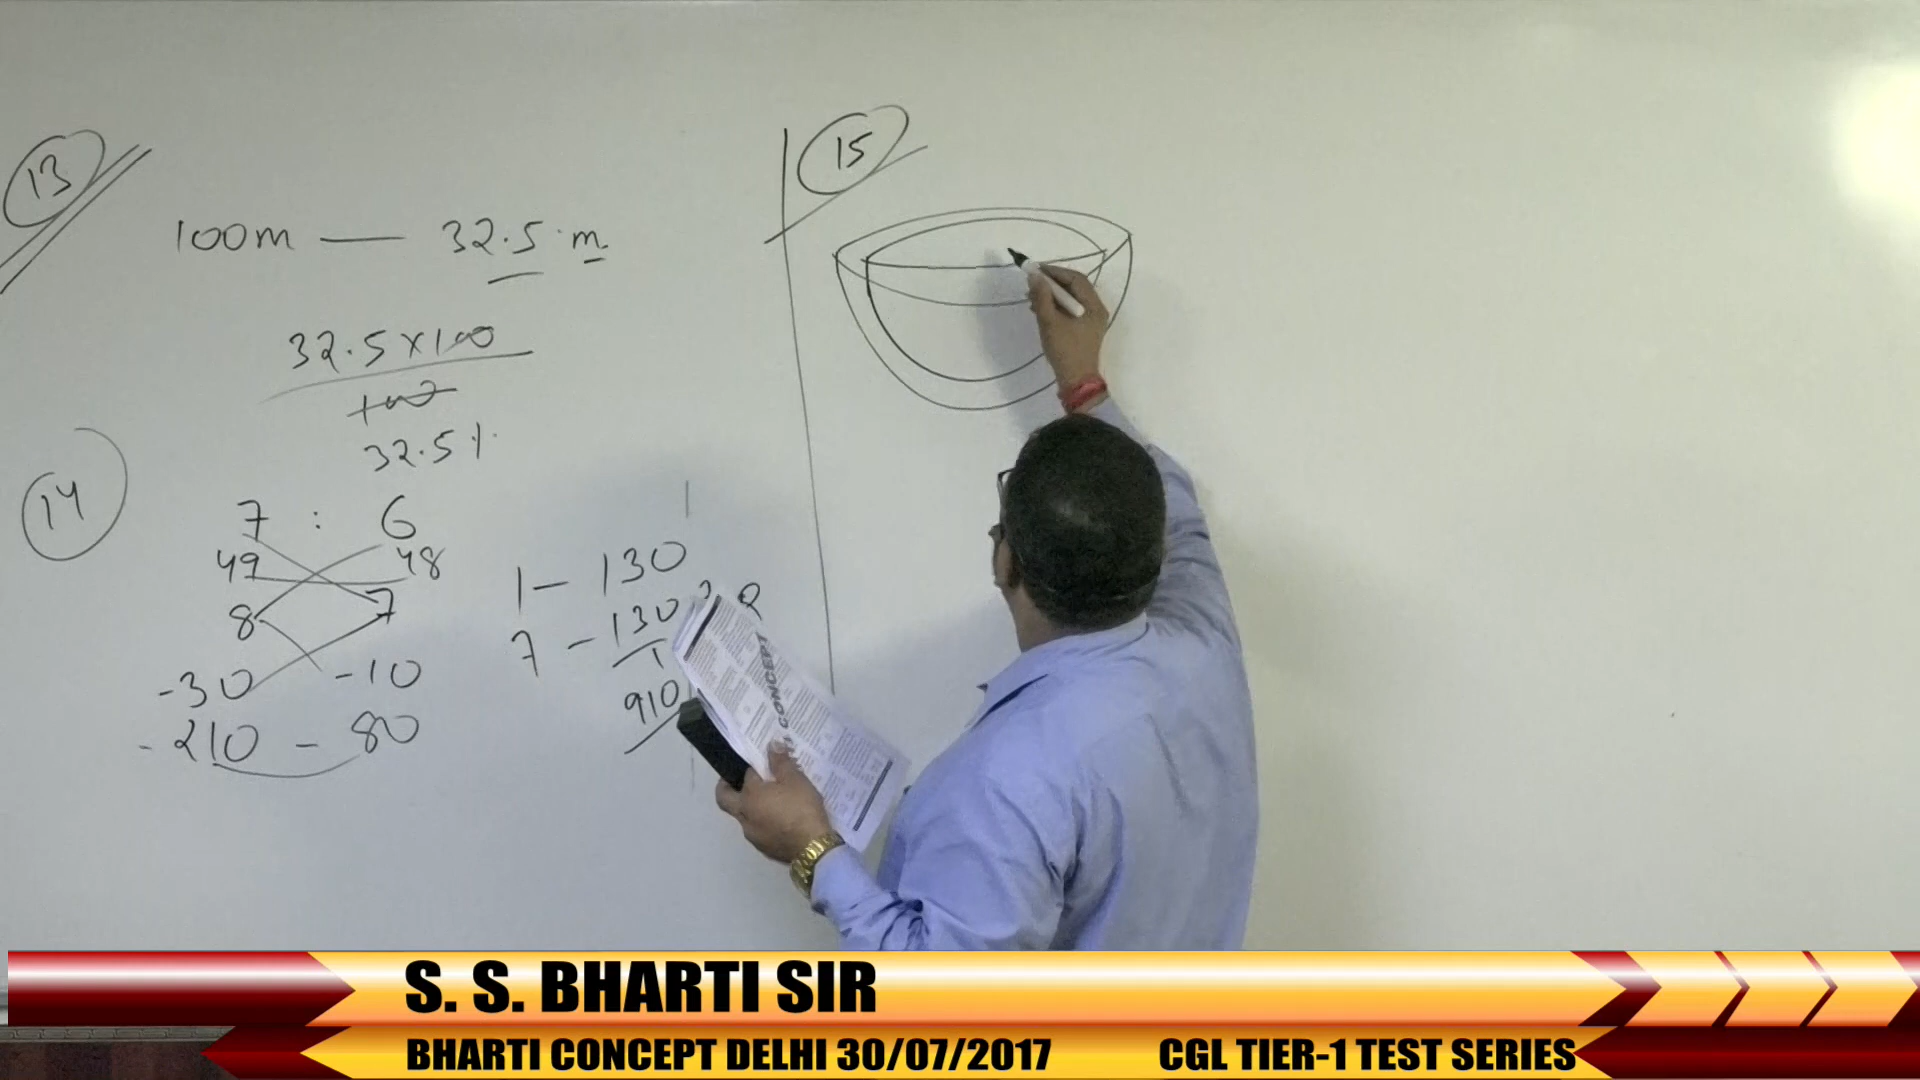 13
100m — 32.5 m
32.5 x 100
100
32.5%
14
7 : 6
49 48
8 7
-30 -10
-210 - 80
1 - 130
7 - 130
1
910
15
CONCEPT
S. S. BHARTI SIR
BHARTI CONCEPT DELHI 30/07/2017 CGL TIER-1 TEST SERIES